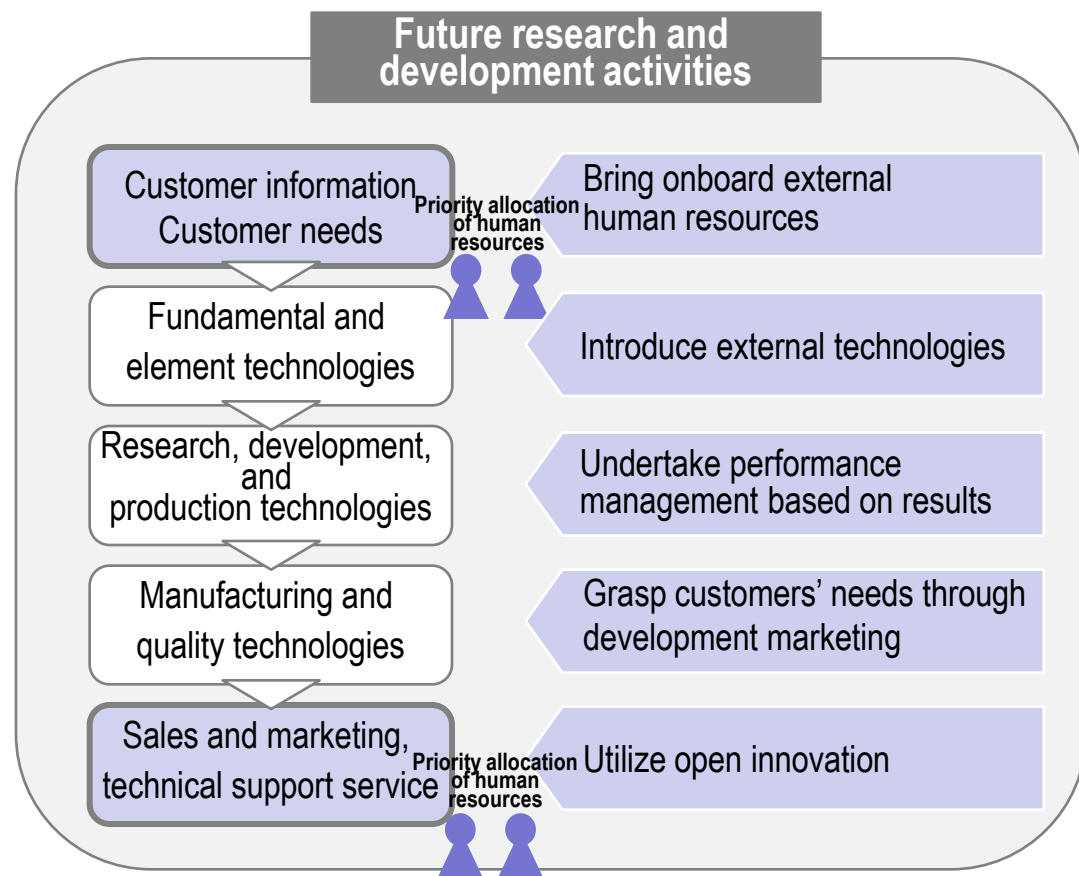 Future research and
development activities
Customer information
Customer needs
Priority allocation
of human
resources
Bring onboard external
human resources
Fundamental and
element technologies
Introduce external technologies
Research, development,
and
production technologies
Undertake performance
management based on results
Manufacturing and
quality technologies
Grasp customers’ needs through
development marketing
Sales and marketing,
technical support service
Priority allocation
of human
resources
Utilize open innovation